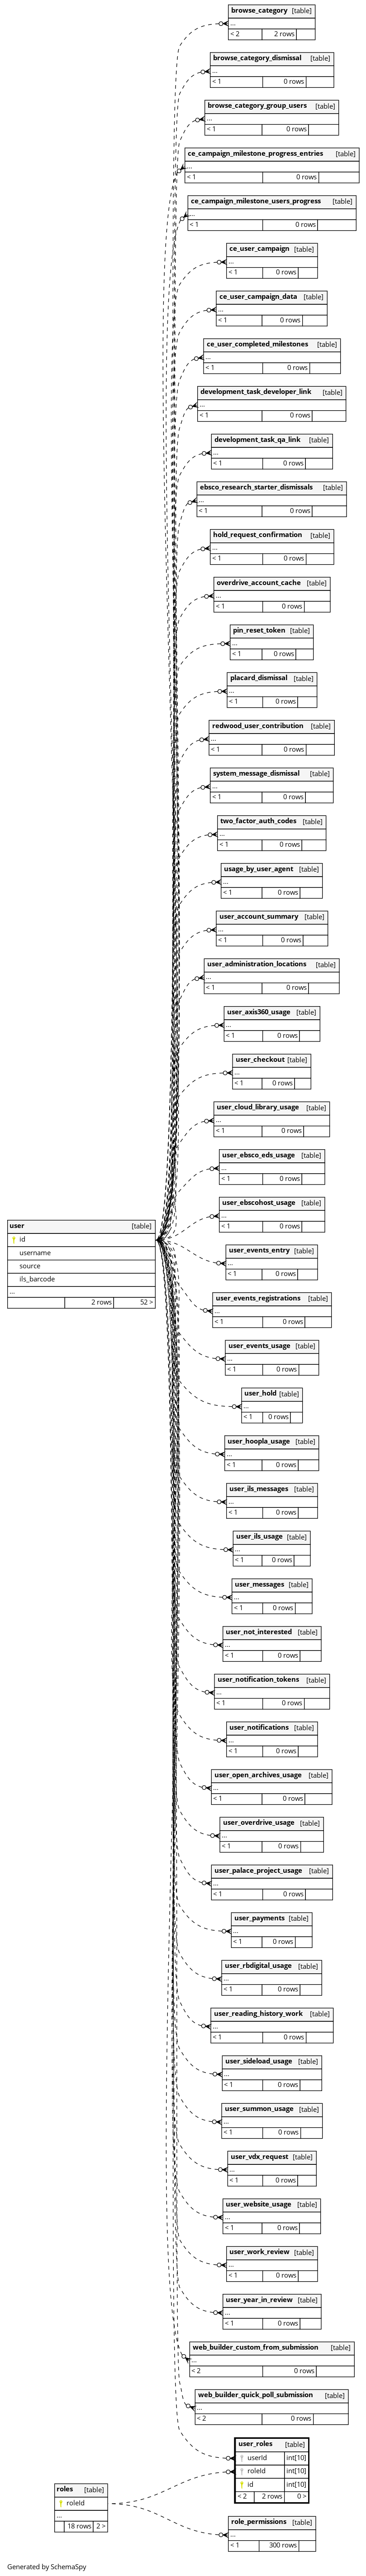 browse_category [table]
...
< 2 2 rows
browse_category_dismissal [table]
...
< 1 0 rows
browse_category_group_users [table]
...
< 1 0 rows
ce_campaign_milestone_progress_entries [table]
...
< 1 0 rows
ce_campaign_milestone_users_progress [table]
...
< 1 0 rows
ce_user_campaign [table]
...
< 1 0 rows
ce_user_campaign_data [table]
...
< 1 0 rows
ce_user_completed_milestones [table]
...
< 1 0 rows
development_task_developer_link [table]
...
< 1 0 rows
development_task_qa_link [table]
...
< 1 0 rows
ebsco_research_starter_dismissals [table]
...
< 1 0 rows
hold_request_confirmation [table]
...
< 1 0 rows
overdrive_account_cache [table]
...
< 1 0 rows
pin_reset_token [table]
...
< 1 0 rows
placard_dismissal [table]
...
< 1 0 rows
redwood_user_contribution [table]
...
< 1 0 rows
system_message_dismissal [table]
...
< 1 0 rows
two_factor_auth_codes [table]
...
< 1 0 rows
usage_by_user_agent [table]
...
< 1 0 rows
user_account_summary [table]
...
< 1 0 rows
user_administration_locations [table]
...
< 1 0 rows
user_axis360_usage [table]
...
< 1 0 rows
user_checkout [table]
...
< 1 0 rows
user_cloud_library_usage [table]
...
< 1 0 rows
user_ebsco_eds_usage [table]
...
< 1 0 rows
user_ebscohost_usage [table]
...
< 1 0 rows
user [table]
id
username
source
ils_barcode
...
2 rows 52 >
user_events_entry [table]
...
< 1 0 rows
user_events_registrations [table]
...
< 1 0 rows
user_events_usage [table]
...
< 1 0 rows
user_hold [table]
...
< 1 0 rows
user_hoopla_usage [table]
...
< 1 0 rows
user_ils_messages [table]
...
< 1 0 rows
user_ils_usage [table]
...
< 1 0 rows
user_messages [table]
...
< 1 0 rows
user_not_interested [table]
...
< 1 0 rows
user_notification_tokens [table]
...
< 1 0 rows
user_notifications [table]
...
< 1 0 rows
user_open_archives_usage [table]
...
< 1 0 rows
user_overdrive_usage [table]
...
< 1 0 rows
user_palace_project_usage [table]
...
< 1 0 rows
user_payments [table]
...
< 1 0 rows
user_rbdigital_usage [table]
...
< 1 0 rows
user_reading_history_work [table]
...
< 1 0 rows
user_sideload_usage [table]
...
< 1 0 rows
user_summon_usage [table]
...
< 1 0 rows
user_vdx_request [table]
...
< 1 0 rows
user_website_usage [table]
...
< 1 0 rows
user_work_review [table]
...
< 1 0 rows
user_year_in_review [table]
...
< 1 0 rows
web_builder_custom_from_submission [table]
...
< 2 0 rows
web_builder_quick_poll_submission [table]
...
< 2 0 rows
user_roles [table]
userId int[10]
roleId int[10]
id int[10]
< 2 2 rows 0 >
roles [table]
roleId
...
18 rows 2 >
role_permissions [table]
...
< 1 300 rows
Generated by SchemaSpy